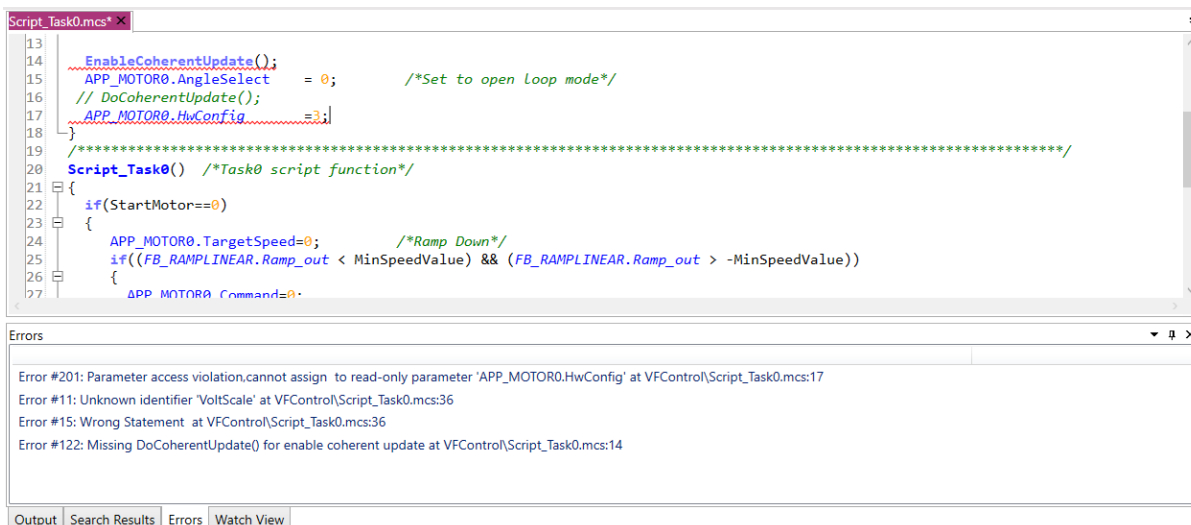 Script_Task0.mcs* ✕
13
14 EnableCoherentUpdate();
15 APP_MOTOR0.AngleSelect = 0; /*Set to open loop mode*/
16 // DoCoherentUpdate();
17 APP_MOTOR0.HwConfig =3;
18 }
19 /***********************************************************************************************************************/
20 Script_Task0() /*Task0 script function*/
21 {
22 if(StartMotor==0)
23 {
24 APP_MOTOR0.TargetSpeed=0; /*Ramp Down*/
25 if((FB_RAMPLINEAR.Ramp_out < MinSpeedValue) && (FB_RAMPLINEAR.Ramp_out > -MinSpeedValue))
26 {
27 APP_MOTOR0.Command=0;
Errors
Error #201: Parameter access violation,cannot assign to read-only parameter 'APP_MOTOR0.HwConfig' at VFControl\Script_Task0.mcs:17
Error #11: Unknown identifier 'VoltScale' at VFControl\Script_Task0.mcs:36
Error #15: Wrong Statement at VFControl\Script_Task0.mcs:36
Error #122: Missing DoCoherentUpdate() for enable coherent update at VFControl\Script_Task0.mcs:14
Output Search Results Errors Watch View